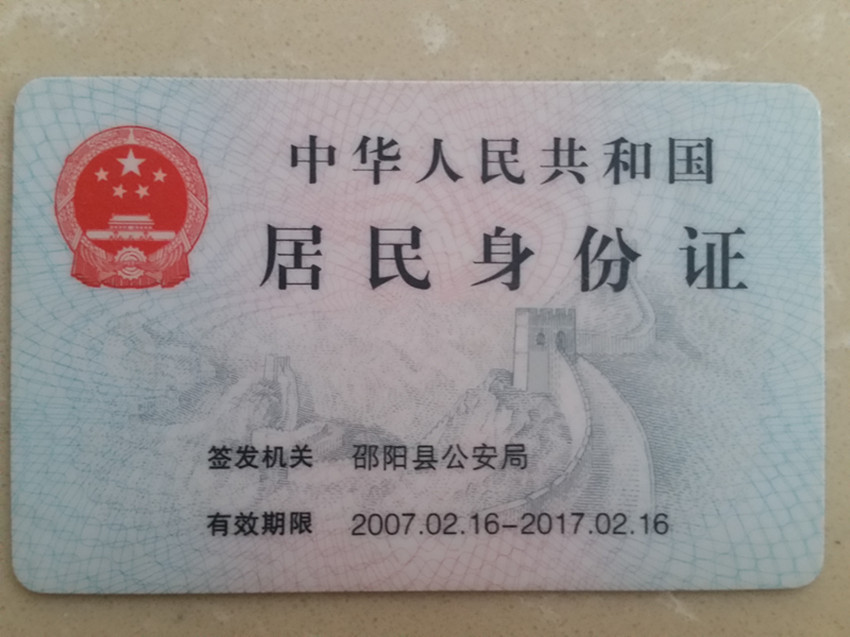 中华人民共和国
居民身份证
签发机关 邵阳县公安局
有效期限 2007.02.16-2017.02.16